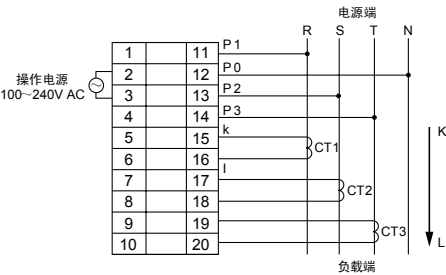 电源端
R S T N
1 11 P1
2 12 P0
操作电源
100~240V AC
3 13 P2
4 14 P3
5 15 k
6 16 CT1
7 17 l
8 18 CT2
9 19
10 20 CT3
K
L
负载端